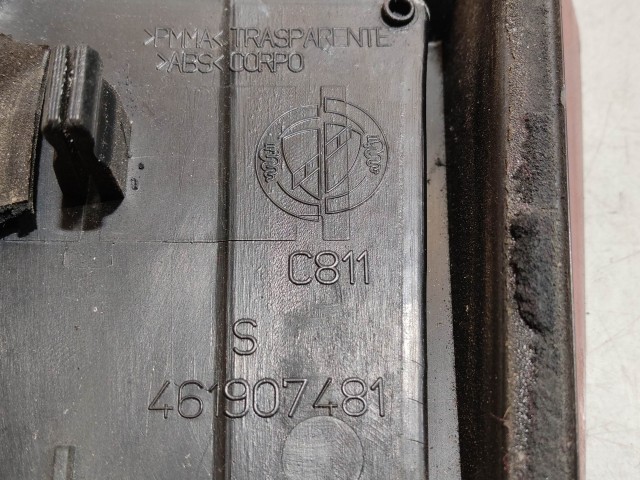 >PMMA< TRASPARENTE
>ABS< CORPO
C811
S
461907481